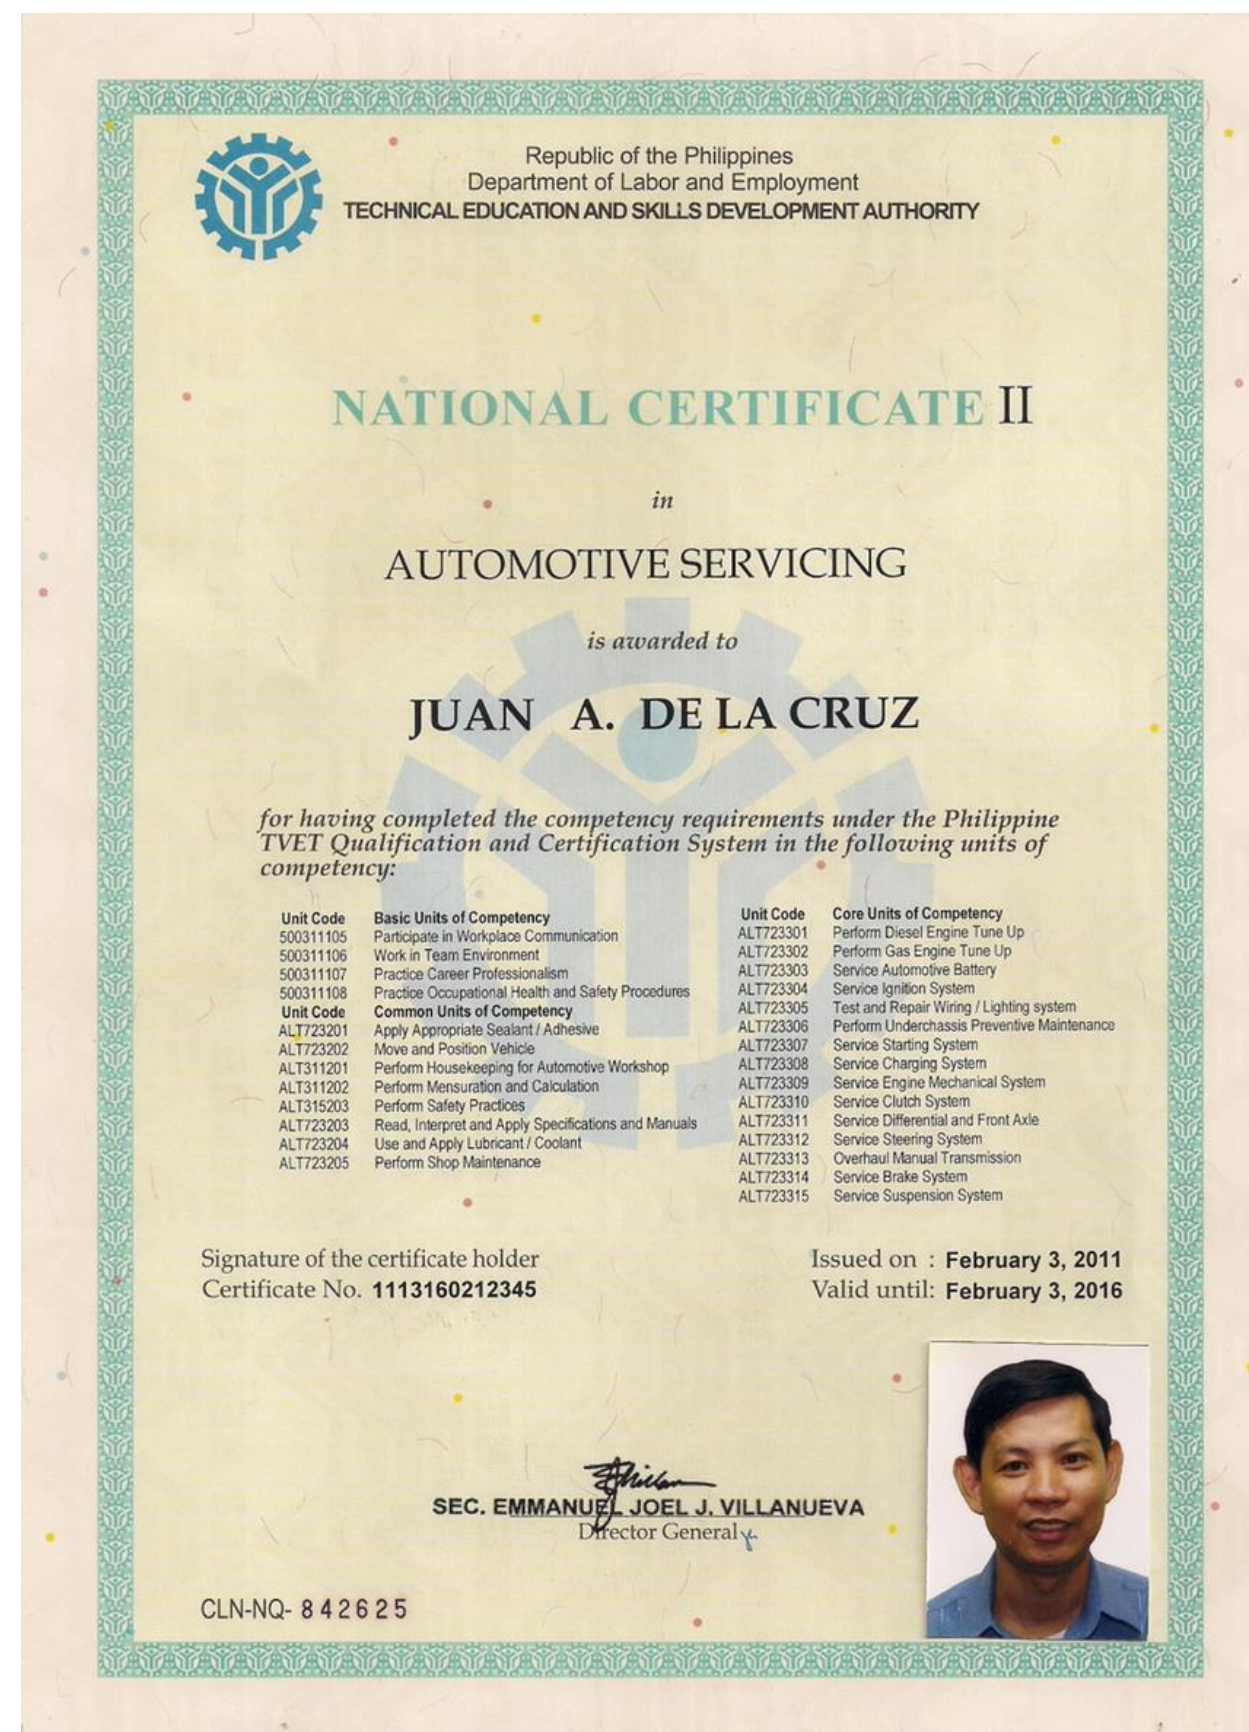 Republic of the Philippines
Department of Labor and Employment
TECHNICAL EDUCATION AND SKILLS DEVELOPMENT AUTHORITY
NATIONAL CERTIFICATE II
in
AUTOMOTIVE SERVICING
is awarded to
JUAN A. DE LA CRUZ
for having completed the competency requirements under the Philippine
TVET Qualification and Certification System in the following units of
competency:
Unit Code Basic Units of Competency
500311105 Participate in Workplace Communication
500311106 Work in Team Environment
500311107 Practice Career Professionalism
500311108 Practice Occupational Health and Safety Procedures
Unit Code Common Units of Competency
ALT723201 Apply Appropriate Sealant / Adhesive
ALT723202 Move and Position Vehicle
ALT311201 Perform Housekeeping for Automotive Workshop
ALT311202 Perform Mensuration and Calculation
ALT315203 Perform Safety Practices
ALT723203 Read, Interpret and Apply Specifications and Manuals
ALT723204 Use and Apply Lubricant / Coolant
ALT723205 Perform Shop Maintenance
Unit Code Core Units of Competency
ALT723301 Perform Diesel Engine Tune Up
ALT723302 Perform Gas Engine Tune Up
ALT723303 Service Automotive Battery
ALT723304 Service Ignition System
ALT723305 Test and Repair Wiring / Lighting system
ALT723306 Perform Underchassis Preventive Maintenance
ALT723307 Service Starting System
ALT723308 Service Charging System
ALT723309 Service Engine Mechanical System
ALT723310 Service Clutch System
ALT723311 Service Differential and Front Axle
ALT723312 Service Steering System
ALT723313 Overhaul Manual Transmission
ALT723314 Service Brake System
ALT723315 Service Suspension System
Signature of the certificate holder
Certificate No. 1113160212345
Issued on : February 3, 2011
Valid until: February 3, 2016
SEC. EMMANUEL JOEL J. VILLANUEVA
Director General
CLN-NQ- 842625